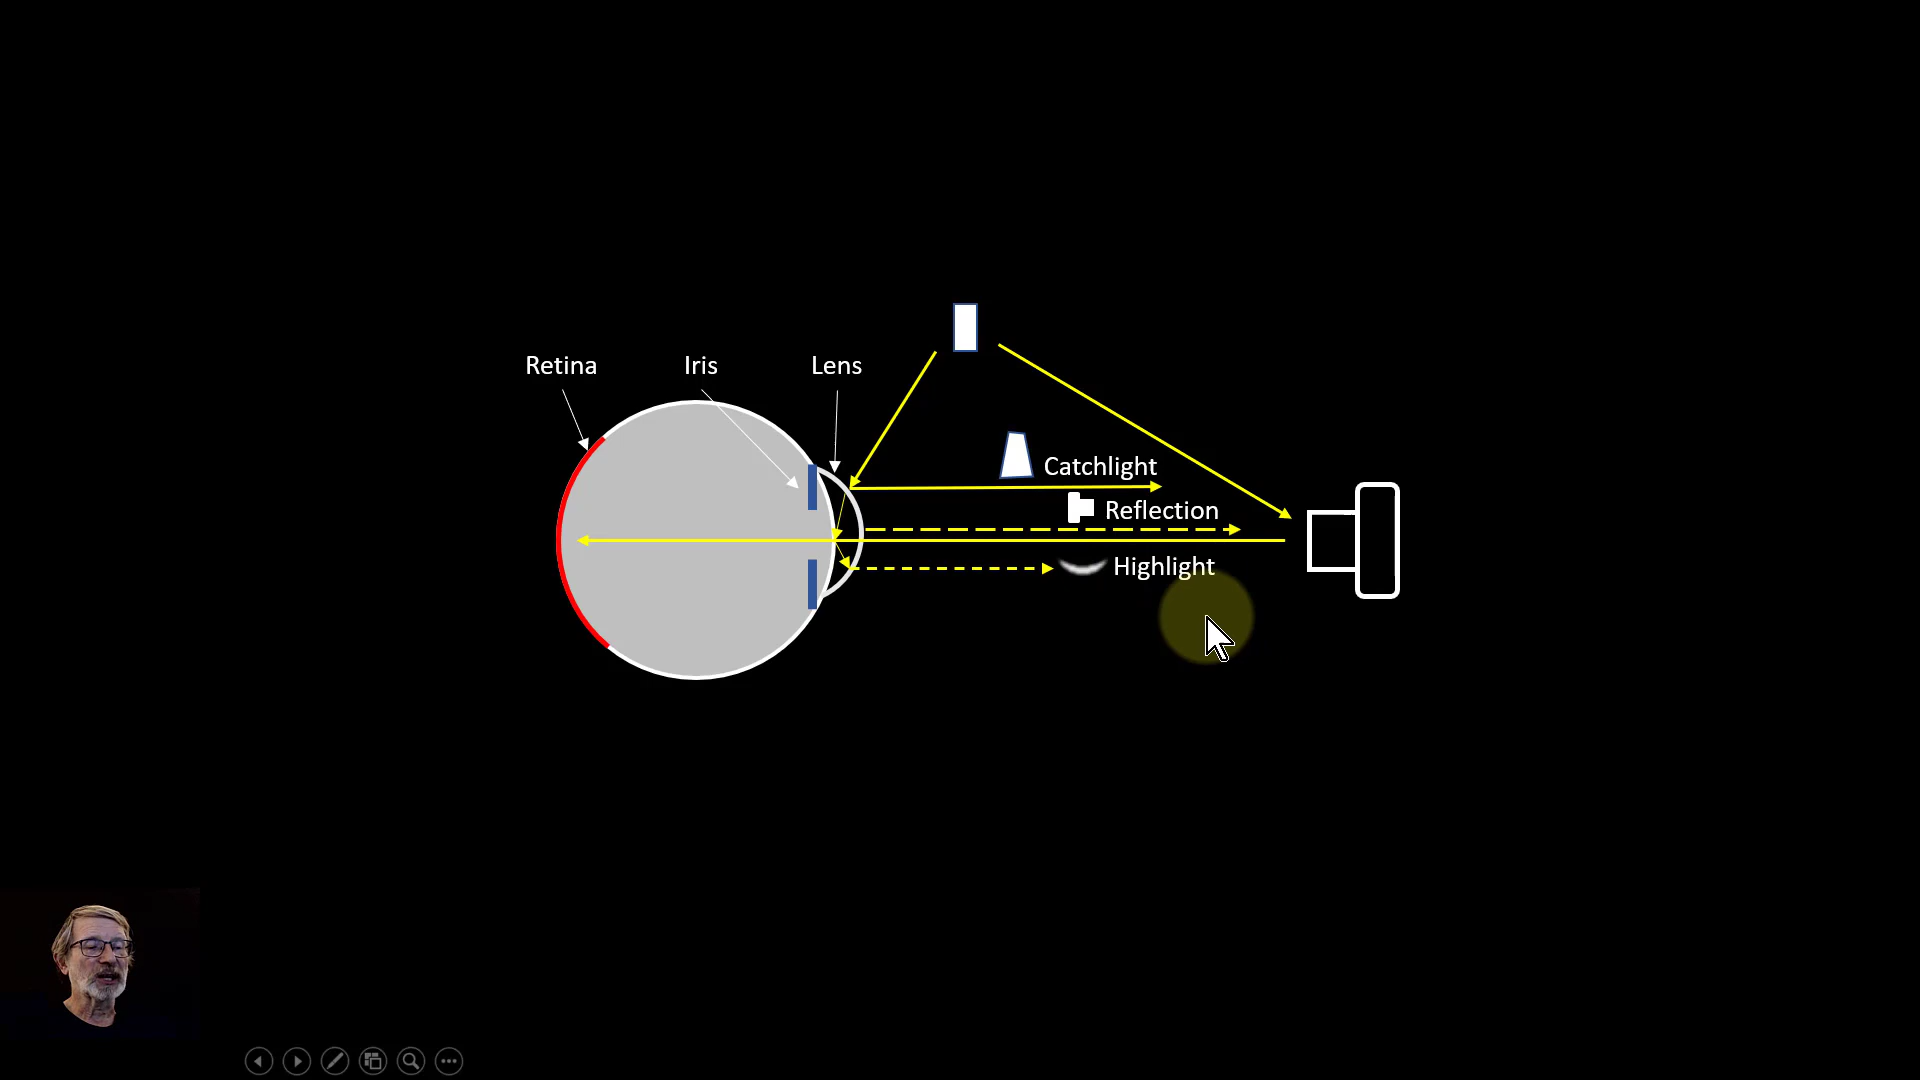 Retina
Iris
Lens
Catchlight
Reflection
Highlight